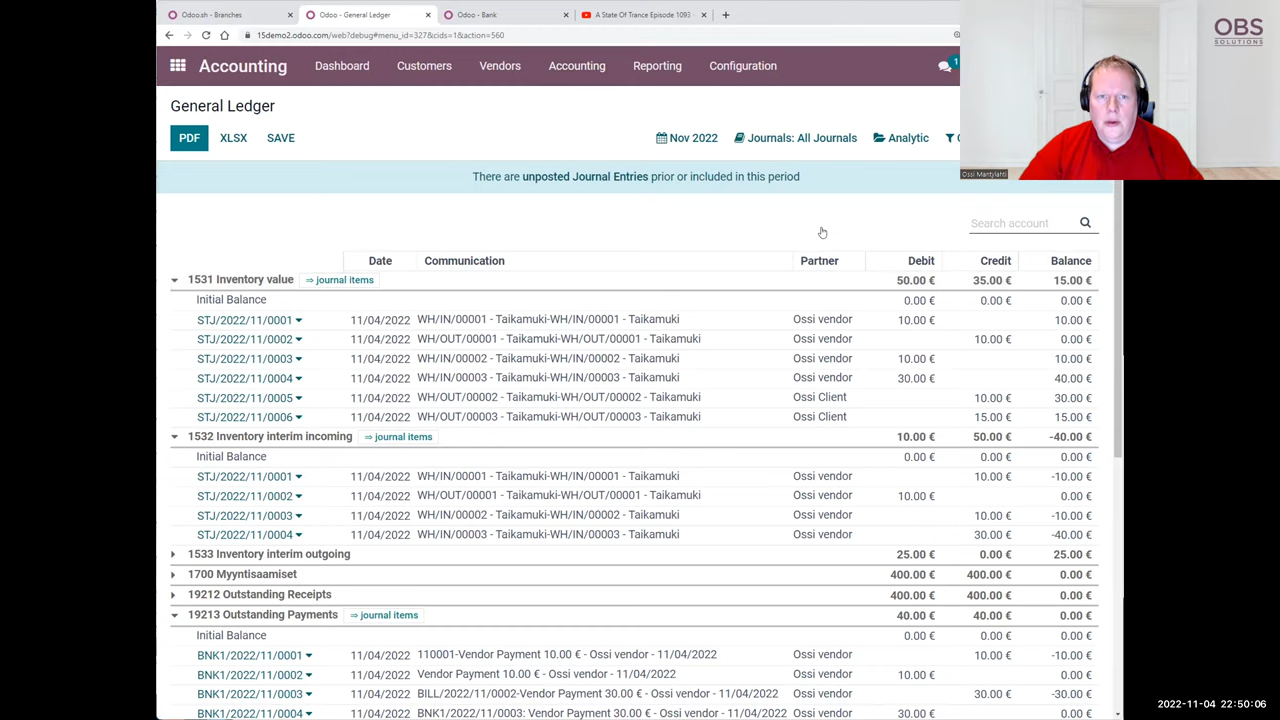 Odoo.sh - Branches
Odoo - General Ledger
Odoo - Bank
A State Of Trance Episode 1093
15demo2.odoo.com/web?debug#menu_id=327&cids=1&action=560
Accounting Dashboard Customers Vendors Accounting Reporting Configuration 1
OBS
SOLUTIONS
General Ledger
PDF XLSX SAVE Nov 2022 Journals: All Journals Analytic
Ossi Mantylahti
There are unposted Journal Entries prior or included in this period
Search account
Date Communication Partner Debit Credit Balance
1531 Inventory value ⇒ journal items 50.00 € 35.00 € 15.00 €
Initial Balance 0.00 € 0.00 € 0.00 €
STJ/2022/11/0001 11/04/2022 WH/IN/00001 - Taikamuki-WH/IN/00001 - Taikamuki Ossi vendor 10.00 € 10.00 €
STJ/2022/11/0002 11/04/2022 WH/OUT/00001 - Taikamuki-WH/OUT/00001 - Taikamuki Ossi vendor 10.00 € 0.00 €
STJ/2022/11/0003 11/04/2022 WH/IN/00002 - Taikamuki-WH/IN/00002 - Taikamuki Ossi vendor 10.00 € 10.00 €
STJ/2022/11/0004 11/04/2022 WH/IN/00003 - Taikamuki-WH/IN/00003 - Taikamuki Ossi vendor 30.00 € 40.00 €
STJ/2022/11/0005 11/04/2022 WH/OUT/00002 - Taikamuki-WH/OUT/00002 - Taikamuki Ossi Client 10.00 € 30.00 €
STJ/2022/11/0006 11/04/2022 WH/OUT/00003 - Taikamuki-WH/OUT/00003 - Taikamuki Ossi Client 15.00 € 15.00 €
1532 Inventory interim incoming ⇒ journal items 10.00 € 50.00 € -40.00 €
Initial Balance 0.00 € 0.00 € 0.00 €
STJ/2022/11/0001 11/04/2022 WH/IN/00001 - Taikamuki-WH/IN/00001 - Taikamuki Ossi vendor 10.00 € -10.00 €
STJ/2022/11/0002 11/04/2022 WH/OUT/00001 - Taikamuki-WH/OUT/00001 - Taikamuki Ossi vendor 10.00 € 0.00 €
STJ/2022/11/0003 11/04/2022 WH/IN/00002 - Taikamuki-WH/IN/00002 - Taikamuki Ossi vendor 10.00 € -10.00 €
STJ/2022/11/0004 11/04/2022 WH/IN/00003 - Taikamuki-WH/IN/00003 - Taikamuki Ossi vendor 30.00 € -40.00 €
1533 Inventory interim outgoing 25.00 € 0.00 € 25.00 €
1700 Myyntisaamiset 400.00 € 400.00 € 0.00 €
19212 Outstanding Receipts 400.00 € 400.00 € 0.00 €
19213 Outstanding Payments ⇒ journal items 40.00 € 40.00 € 0.00 €
Initial Balance 0.00 € 0.00 € 0.00 €
BNK1/2022/11/0001 11/04/2022 110001-Vendor Payment 10.00 € - Ossi vendor - 11/04/2022 Ossi vendor 10.00 € -10.00 €
BNK1/2022/11/0002 11/04/2022 Vendor Payment 10.00 € - Ossi vendor - 11/04/2022 Ossi vendor 10.00 € 0.00 €
BNK1/2022/11/0003 11/04/2022 BILL/2022/11/0002-Vendor Payment 30.00 € - Ossi vendor - 11/04/2022 Ossi vendor 30.00 € -30.00 €
BNK1/2022/11/0004 11/04/2022 BNK1/2022/11/0003: Vendor Payment 30.00 € - Ossi vendor - 11/04/2022 Ossi vendor 30.00 € 0.00 €
2022-11-04 22:50:06